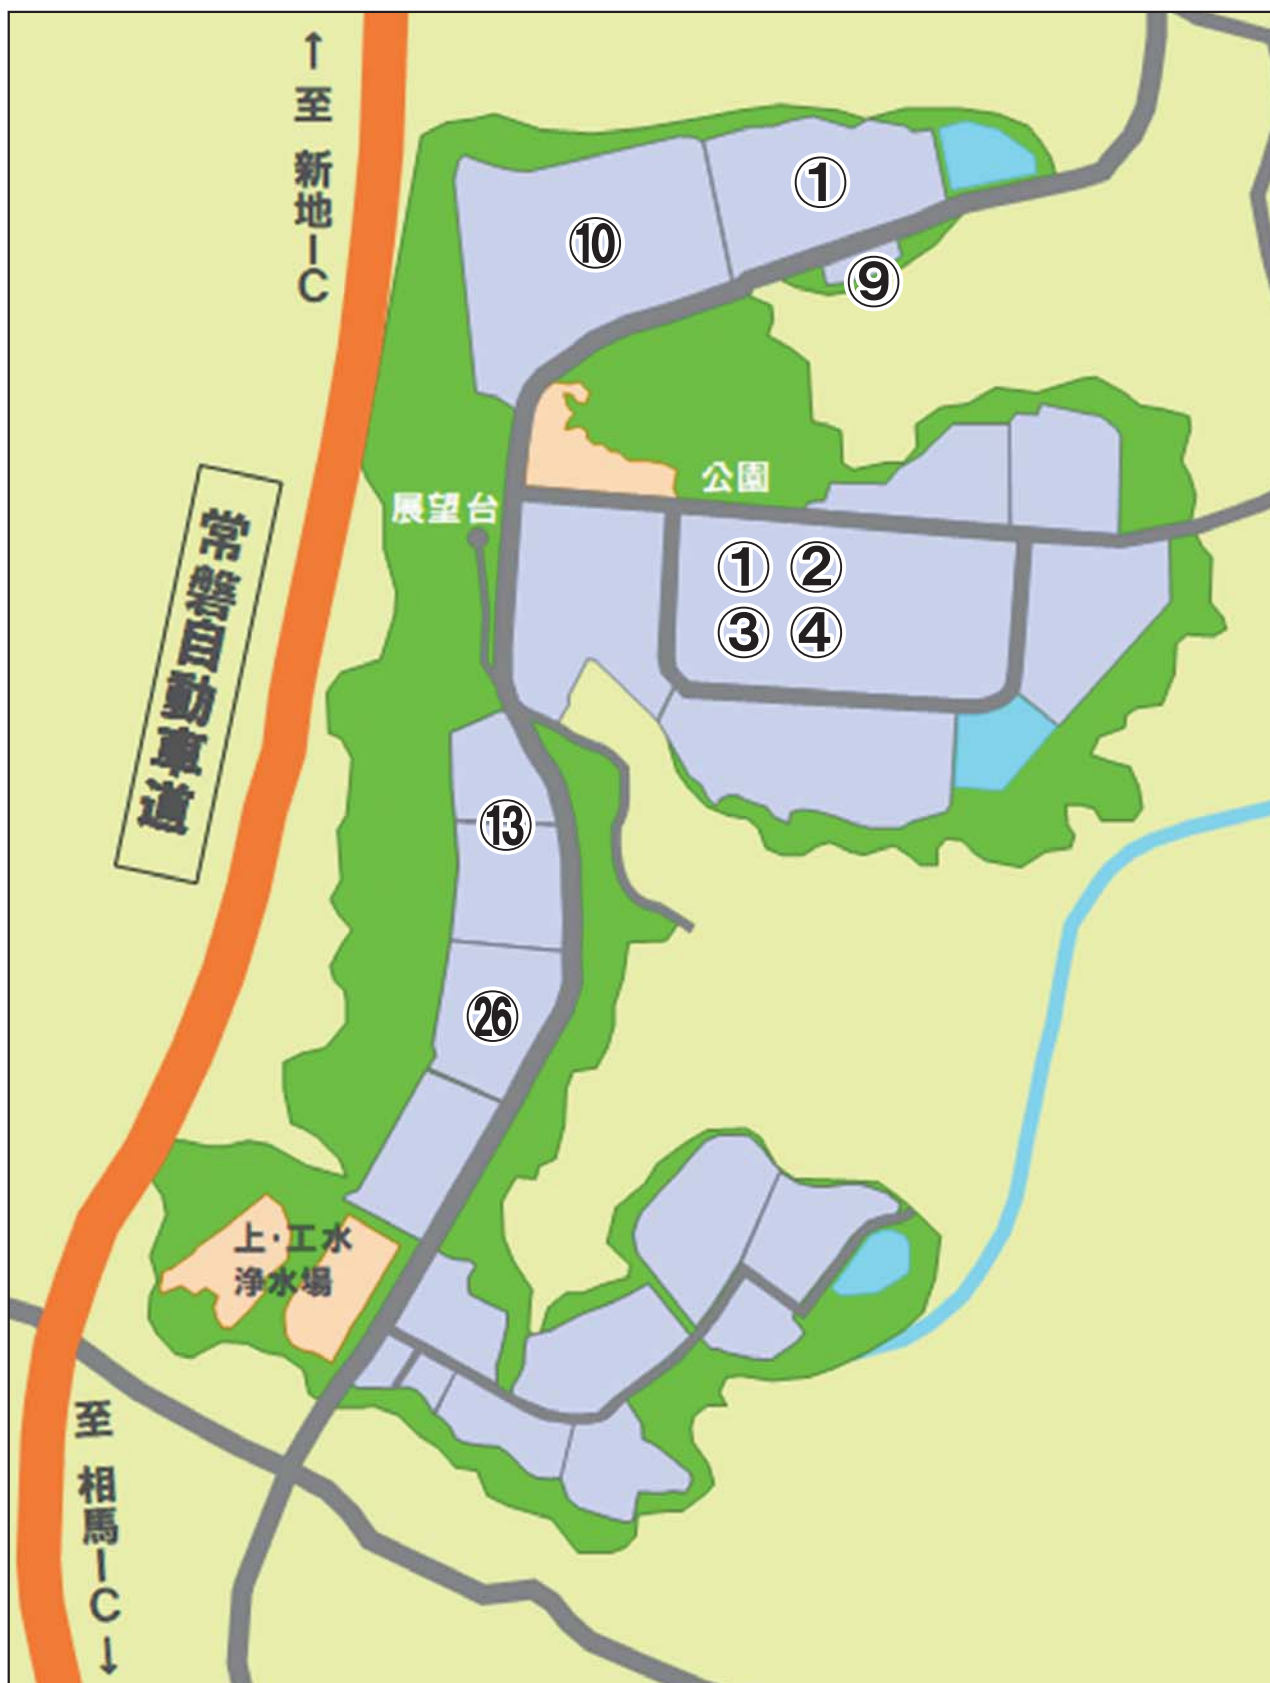 ↑至 新地IC
①
⑩
⑨
公園
展望台
常磐自動車道
① ②
③ ④
⑬
㉖
上・工水
浄水場
至 相馬IC↓